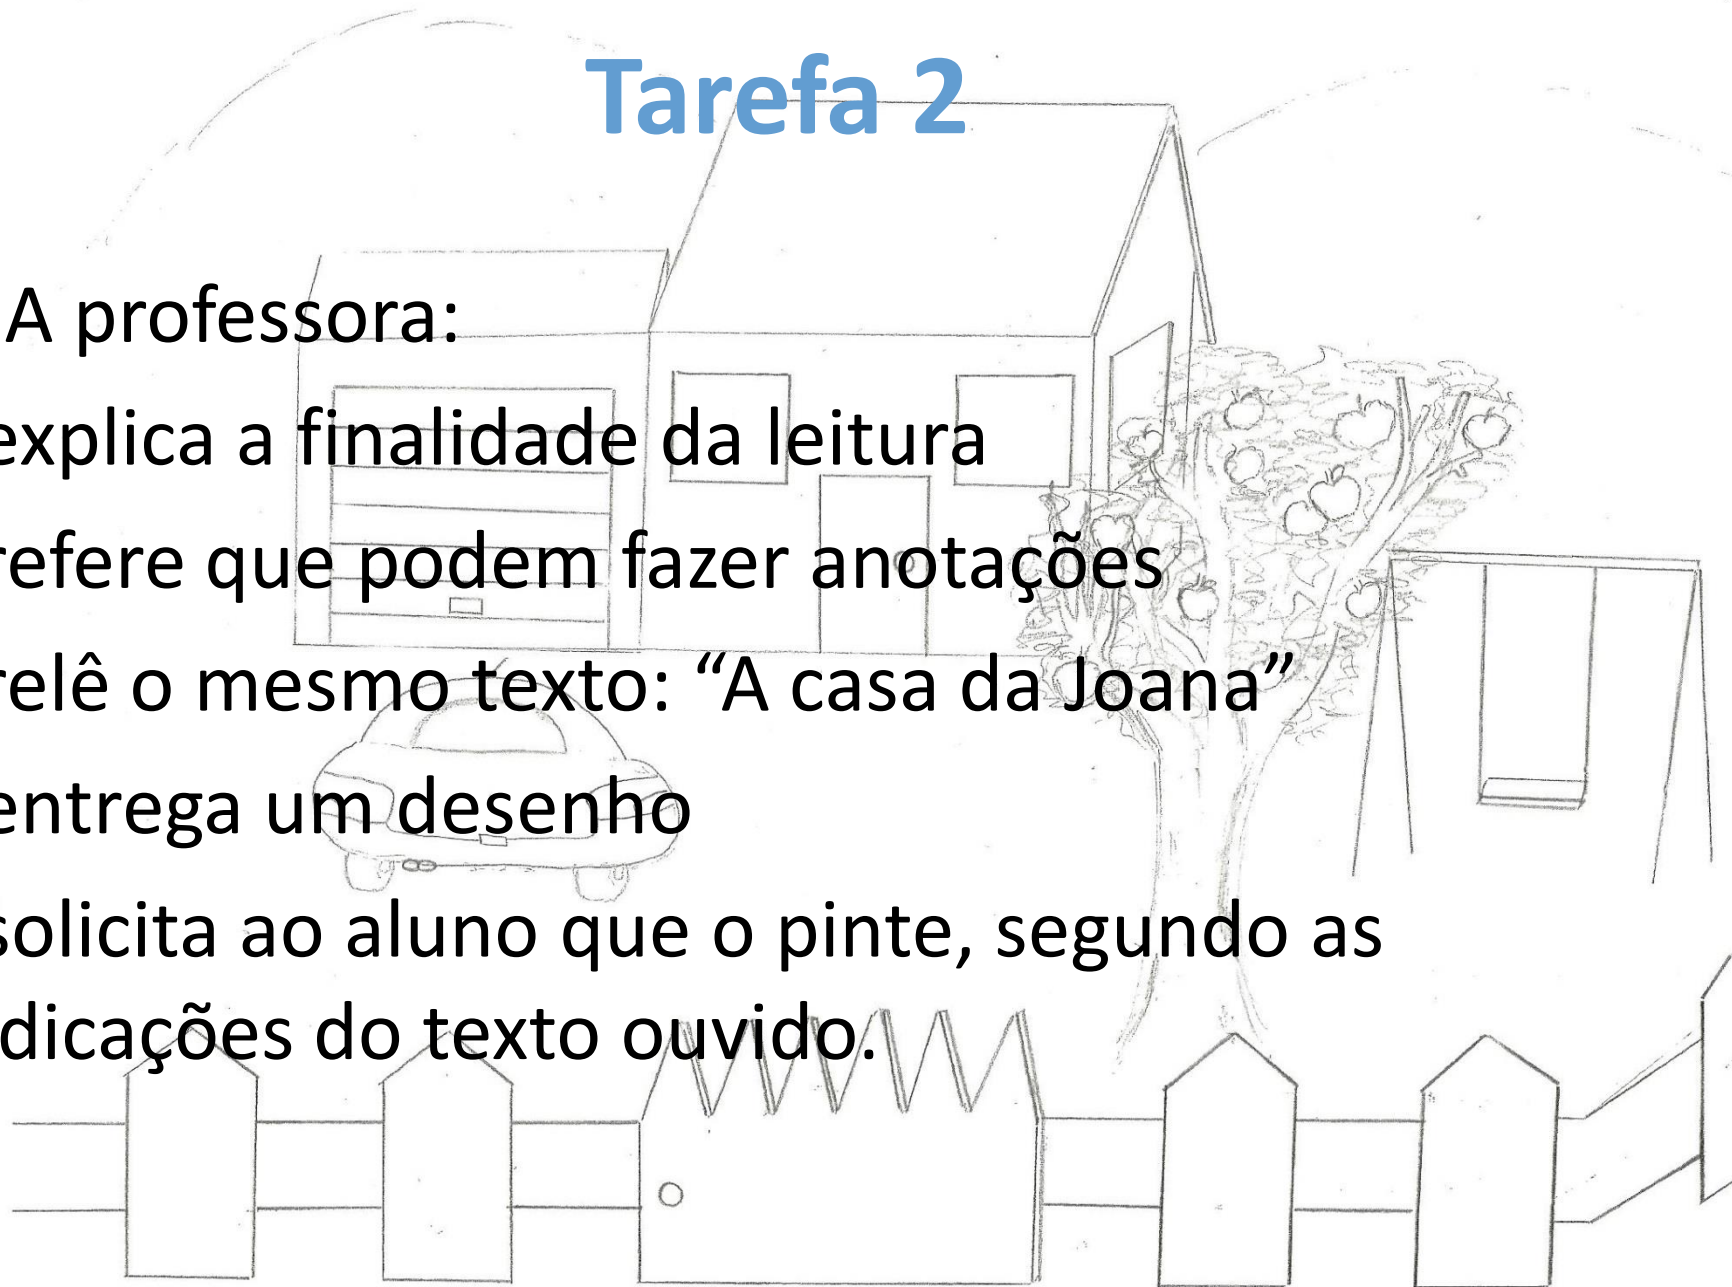 Tarefa 2
A professora:
explica a finalidade da leitura
refere que podem fazer anotações
relê o mesmo texto: “A casa da Joana”
entrega um desenho
solicita ao aluno que o pinte, segundo as
dicações do texto ouvido.